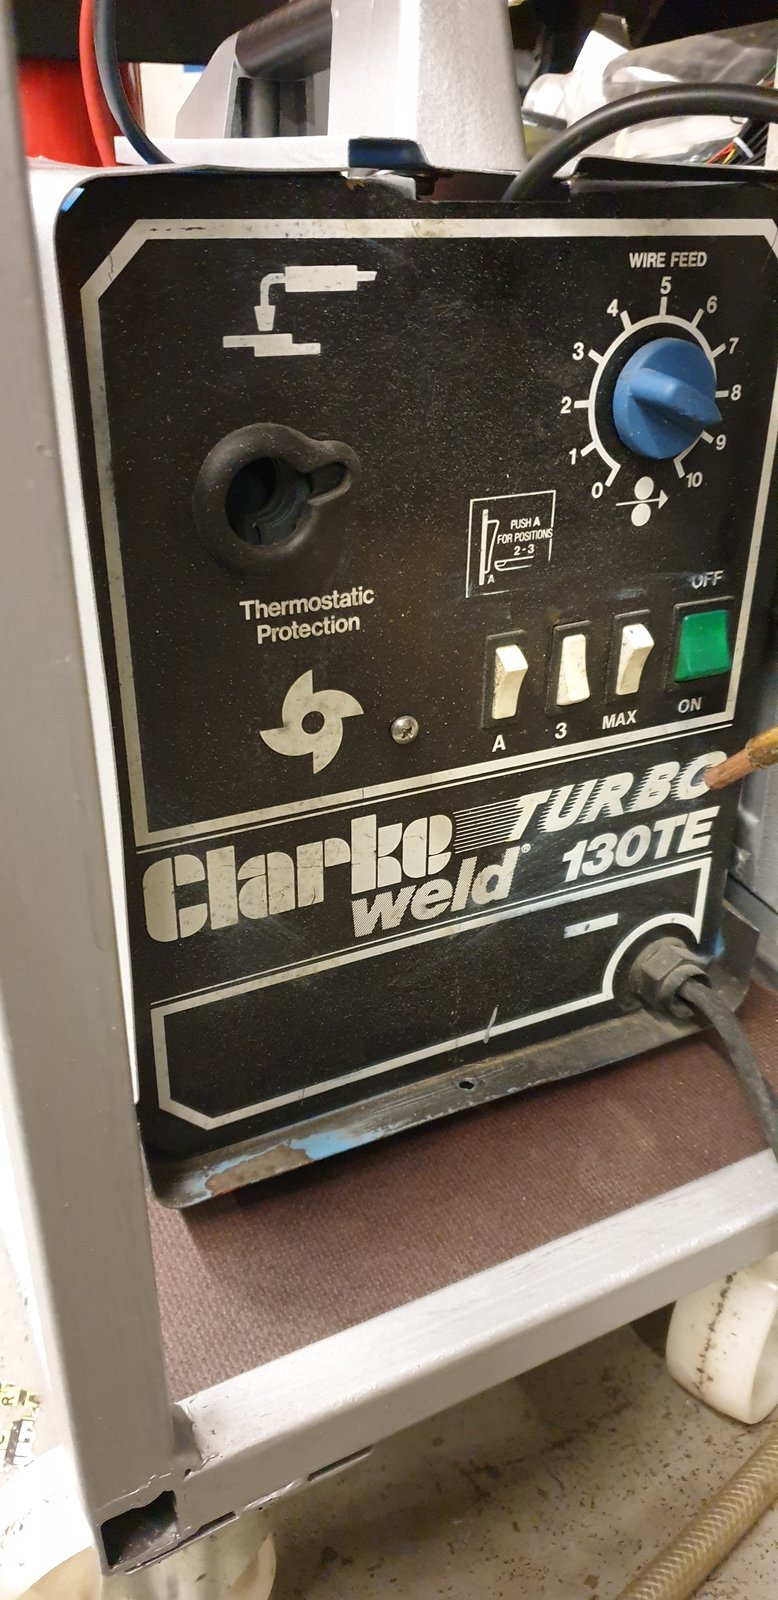 WIRE FEED
0
1
2
3
4
5
6
7
8
9
10
PUSH A
FOR POSITIONS
2-3
A
Thermostatic
Protection
OFF
A
3
MAX
ON
Clarke TURBO
weld® 130TE